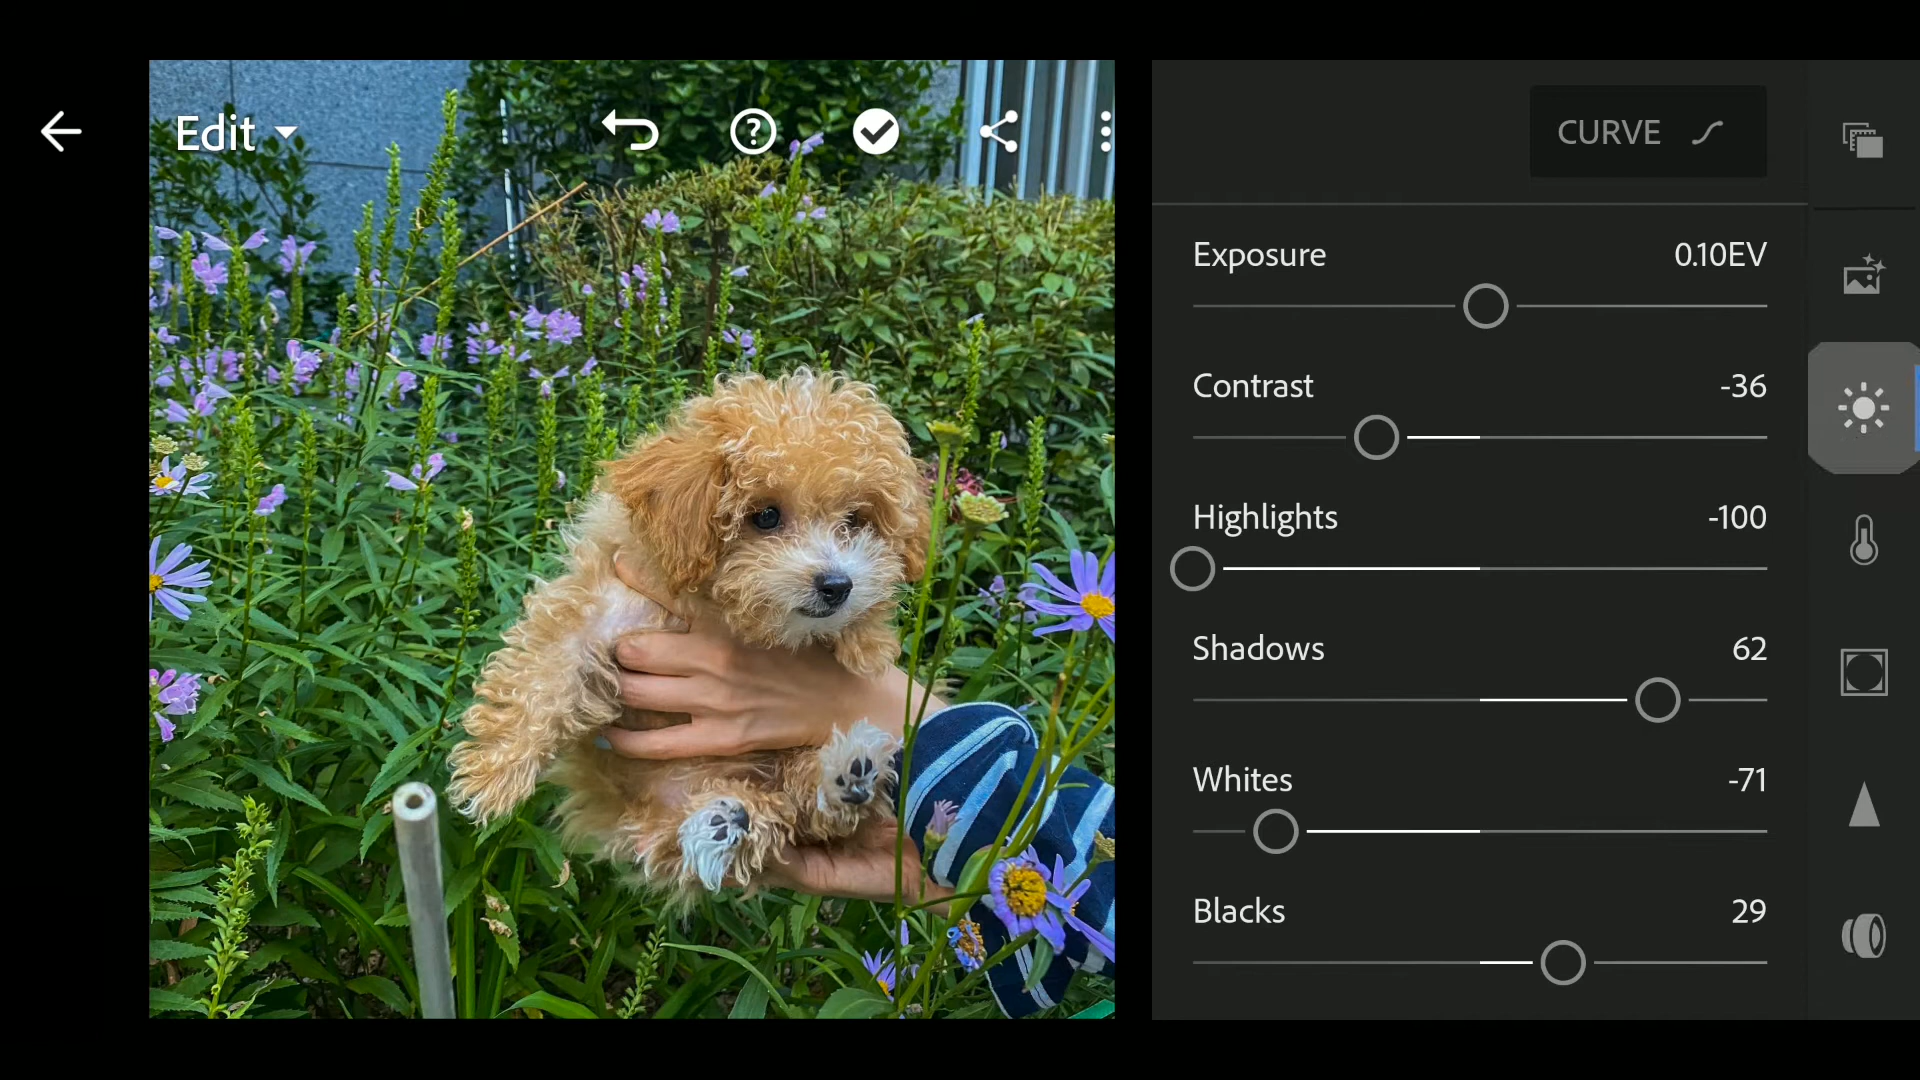 Edit
CURVE
Exposure 0.10EV
Contrast -36
Highlights -100
Shadows 62
Whites -71
Blacks 29